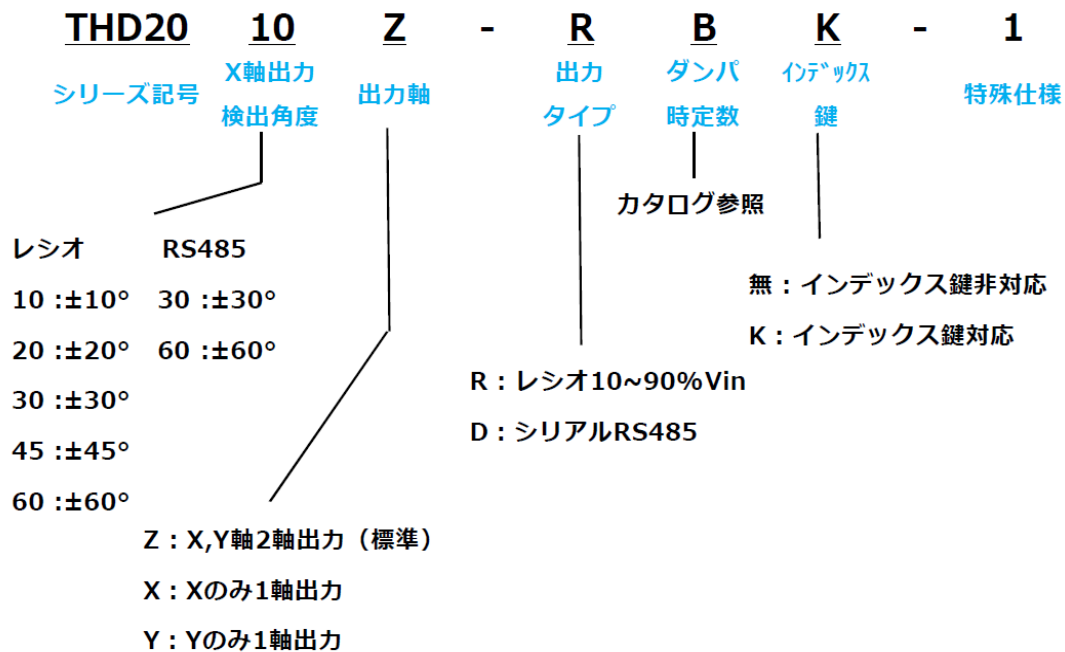 THD20 10 Z - R B K - 1
シリーズ記号
X軸出力
検出角度
出力軸
出力
タイプ
ダンパ
時定数
ｲﾝﾃﾞｯｸｽ
鍵
特殊仕様
カタログ参照
レシオ RS485
10 :±10° 30 :±30°
20 :±20° 60 :±60°
30 :±30°
45 :±45°
60 :±60°
無：インデックス鍵非対応
K：インデックス鍵対応
R：レシオ10~90%Vin
D：シリアルRS485
Z：X,Y軸2軸出力（標準）
X：Xのみ1軸出力
Y：Yのみ1軸出力